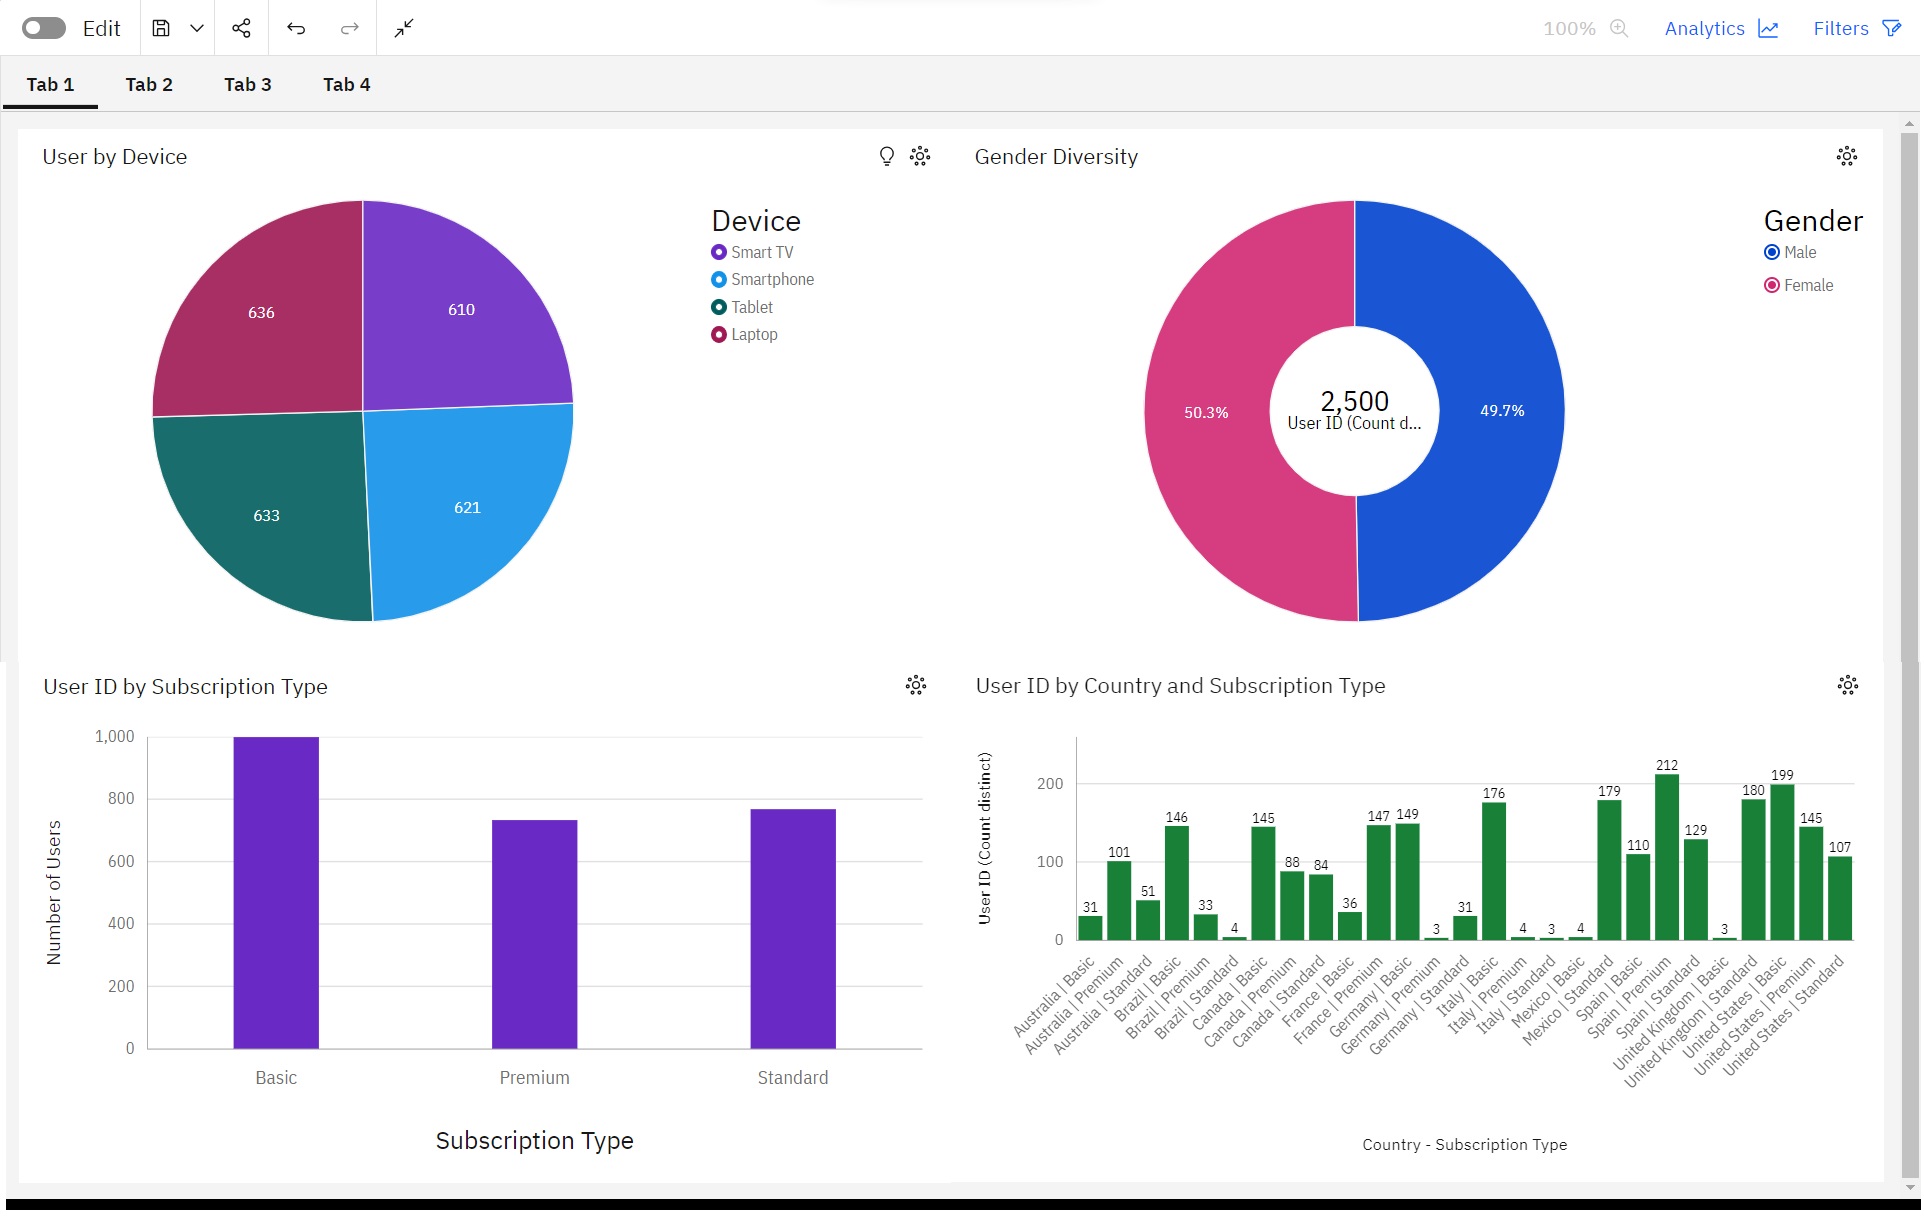 Edit
100%
Analytics
Filters
Tab 1
Tab 2
Tab 3
Tab 4
User by Device
636
610
633
621
Device
Smart TV
Smartphone
Tablet
Laptop
Gender Diversity
50.3%
2,500
User ID (Count d...
49.7%
Gender
Male
Female
User ID by Subscription Type
Number of Users
1,000
800
600
400
200
0
Basic
Premium
Standard
Subscription Type
User ID by Country and Subscription Type
User ID (Count distinct)
200
100
0
31
101
51
146
33
4
145
88
84
36
147
149
3
31
176
4
3
4
179
110
212
129
3
180
199
145
107
Australia | Basic
Australia | Premium
Australia | Standard
Brazil | Basic
Brazil | Premium
Brazil | Standard
Canada | Basic
Canada | Premium
Canada | Standard
France | Basic
France | Premium
Germany | Basic
Germany | Premium
Germany | Standard
Italy | Basic
Italy | Premium
Italy | Standard
Mexico | Basic
Mexico | Standard
Spain | Basic
Spain | Premium
Spain | Standard
United Kingdom | Basic
United Kingdom | Standard
United States | Basic
United States | Premium
United States | Standard
Country - Subscription Type